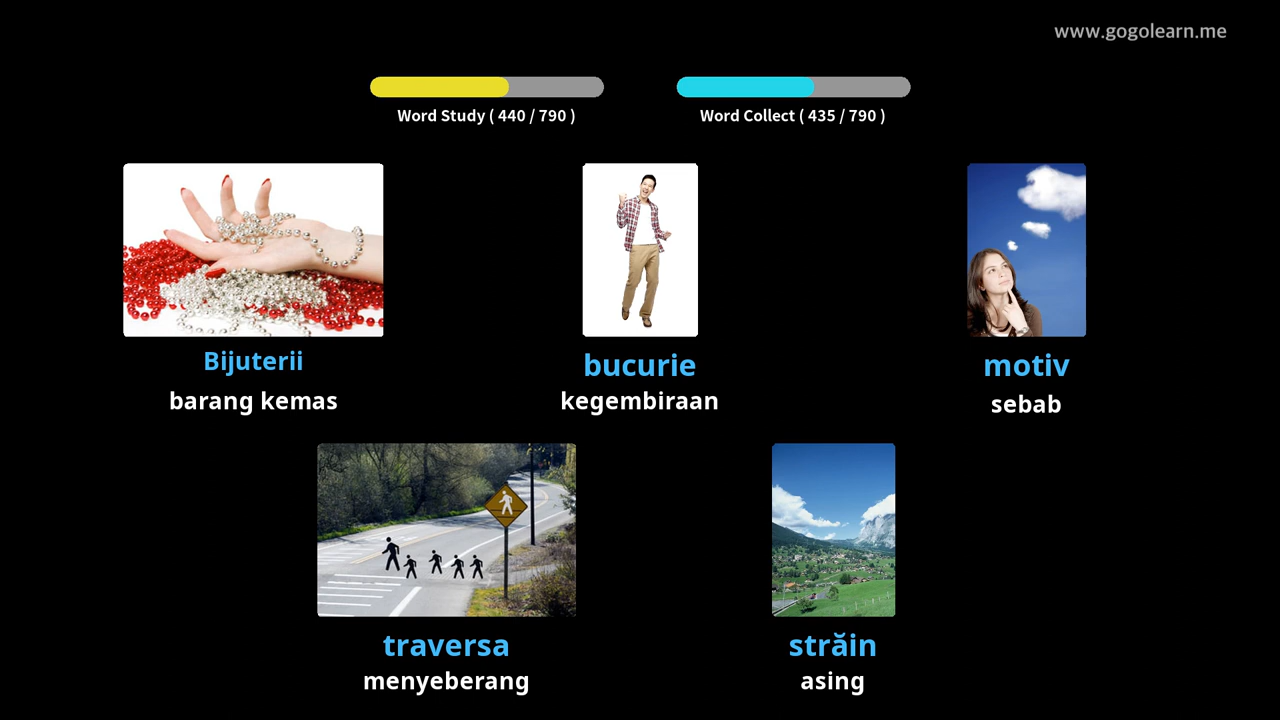 www.gogolearn.me
Word Study ( 440 / 790 )
Word Collect ( 435 / 790 )
Bijuterii
barang kemas
bucurie
kegembiraan
motiv
sebab
traversa
menyeberang
străin
asing